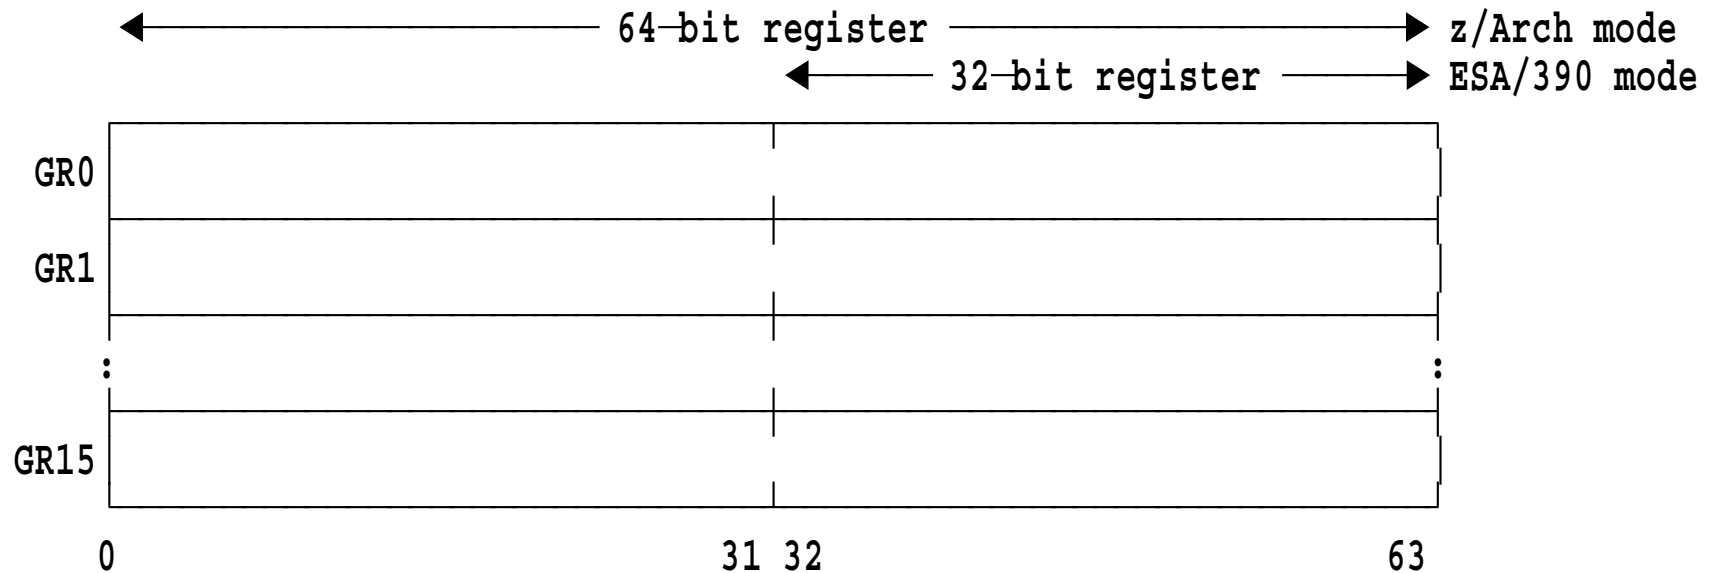 64 bit register z/Arch mode
32 bit register ESA/390 mode
GR0
GR1
: :
GR15
0 31 32 63